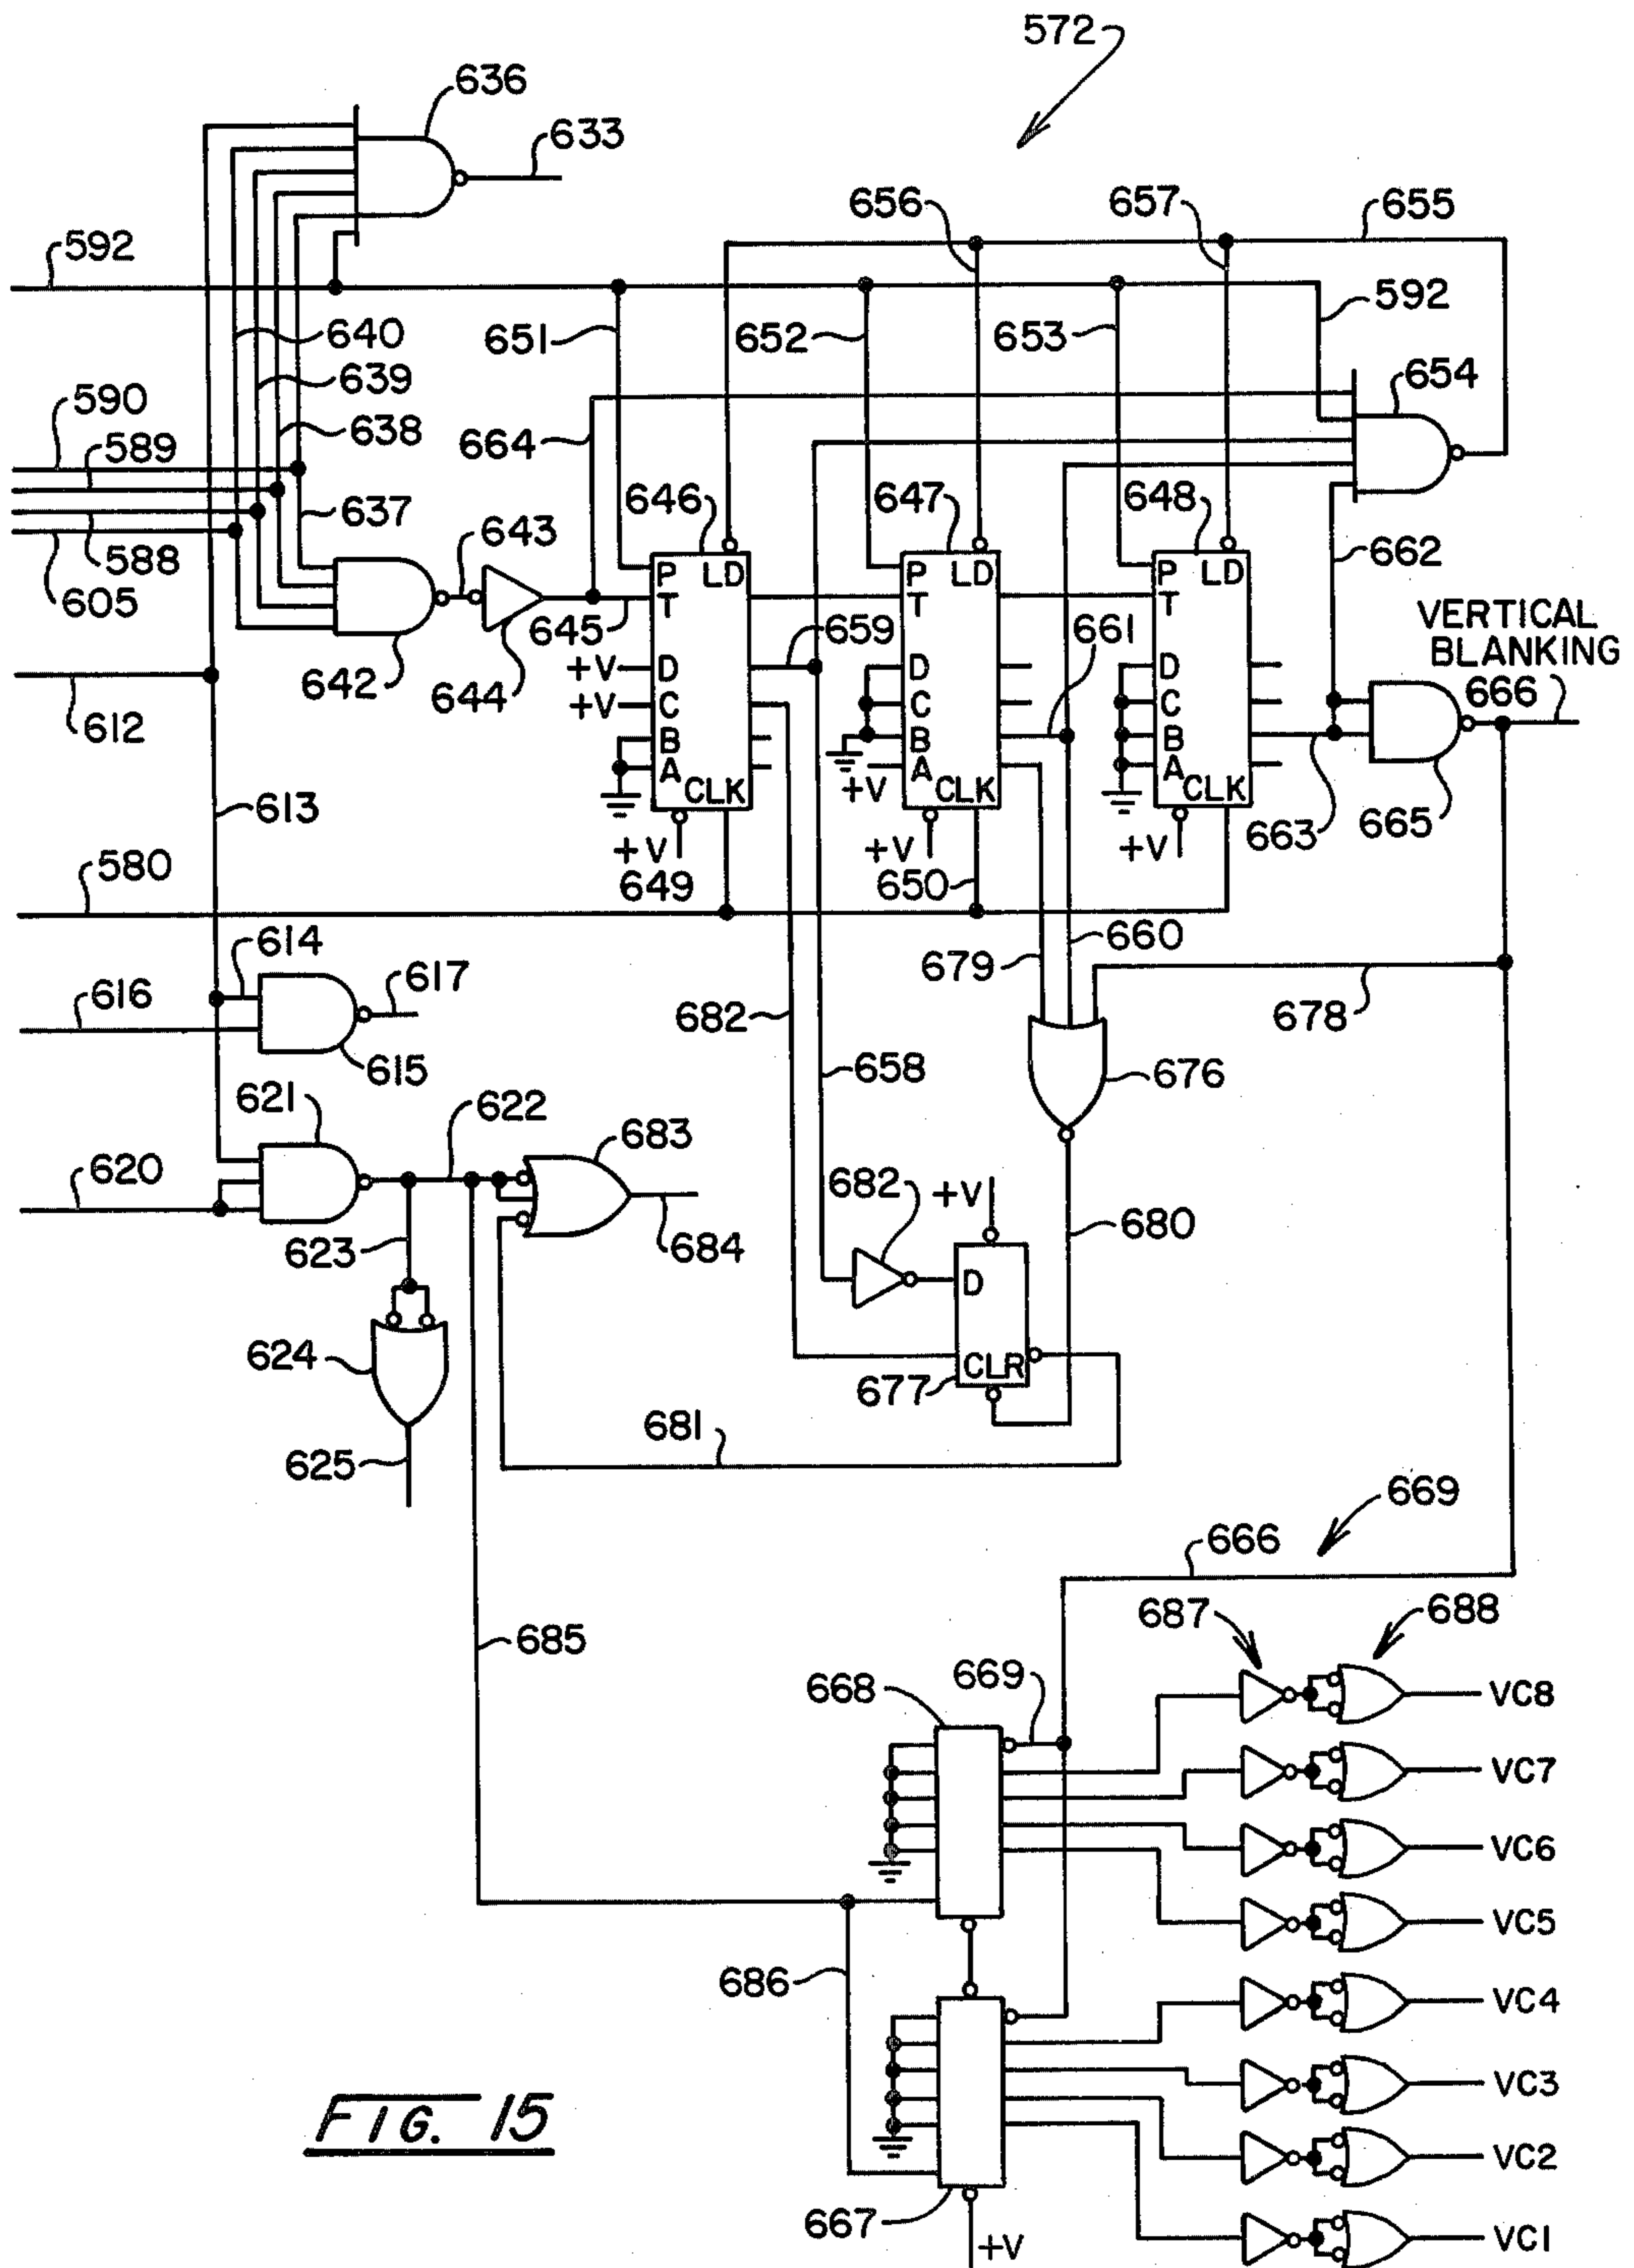 572
636
633
656
657
655
592
640
651
652
653
592
639
654
590
638
664
589
646
647
648
637
643
662
588
P LD
P LD
P LD
605
T
T
T
645
659
661
VERTICAL
BLANKING
+V D
D
D
666
642
644
+V C
C
C
612
B
B
B
A
+V A
A
CLK
CLK
CLK
613
663
665
+V
+V
+V
580
649
650
614
660
679
616
617
682
678
615
658
676
621
622
683
620
682
+V
680
623
684
D
624
CLR
677
681
625
669
666
687
688
685
668
669
VC8
VC7
VC6
VC5
686
VC4
VC3
FIG. 15
VC2
667
+V
VC1